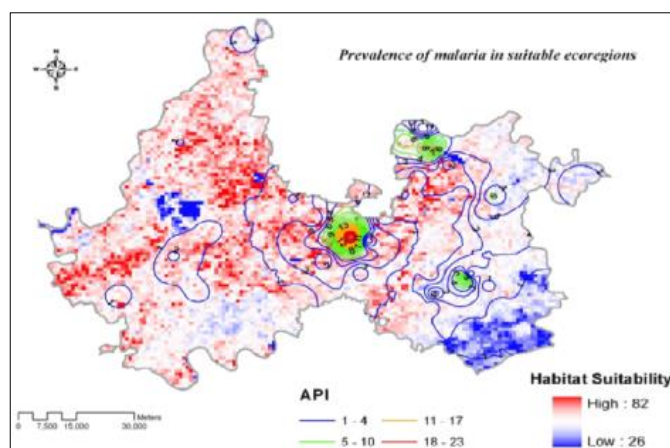 Prevalence of malaria in suitable ecoregions
N
W
E
S
Habitat Suitability
High : 82
Low : 26
API
1 - 4
11 - 17
5 - 10
18 - 23
Meters
0
7,500
15,000
30,000